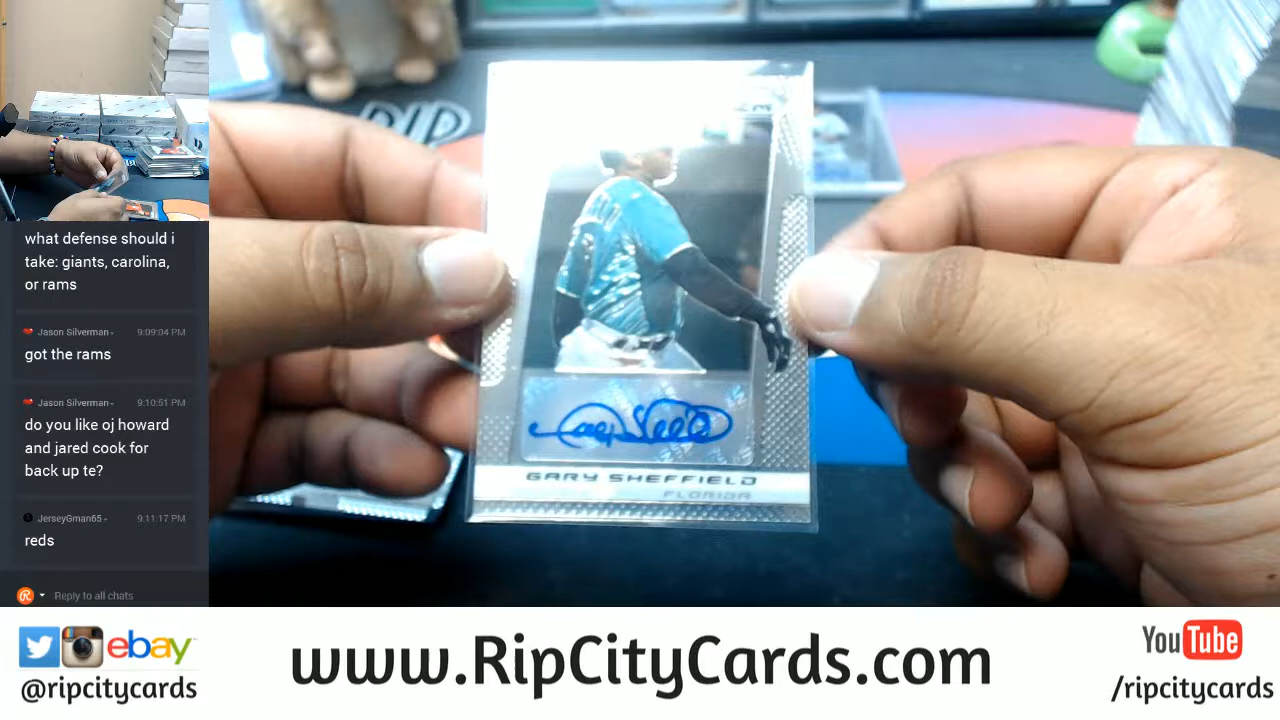 what defense should i
take: giants, carolina,
or rams
Jason Silverman 9:09:04 PM
got the rams
Jason Silverman 9:10:51 PM
do you like oj howard
and jared cook for
back up te?
JerseyGman65 9:11:17 PM
reds
Reply to all chats
RIP
GARY SHEFFIELD
FLORIDA
ebay
@ripcitycards
www.RipCityCards.com
YouTube
/ripcitycards